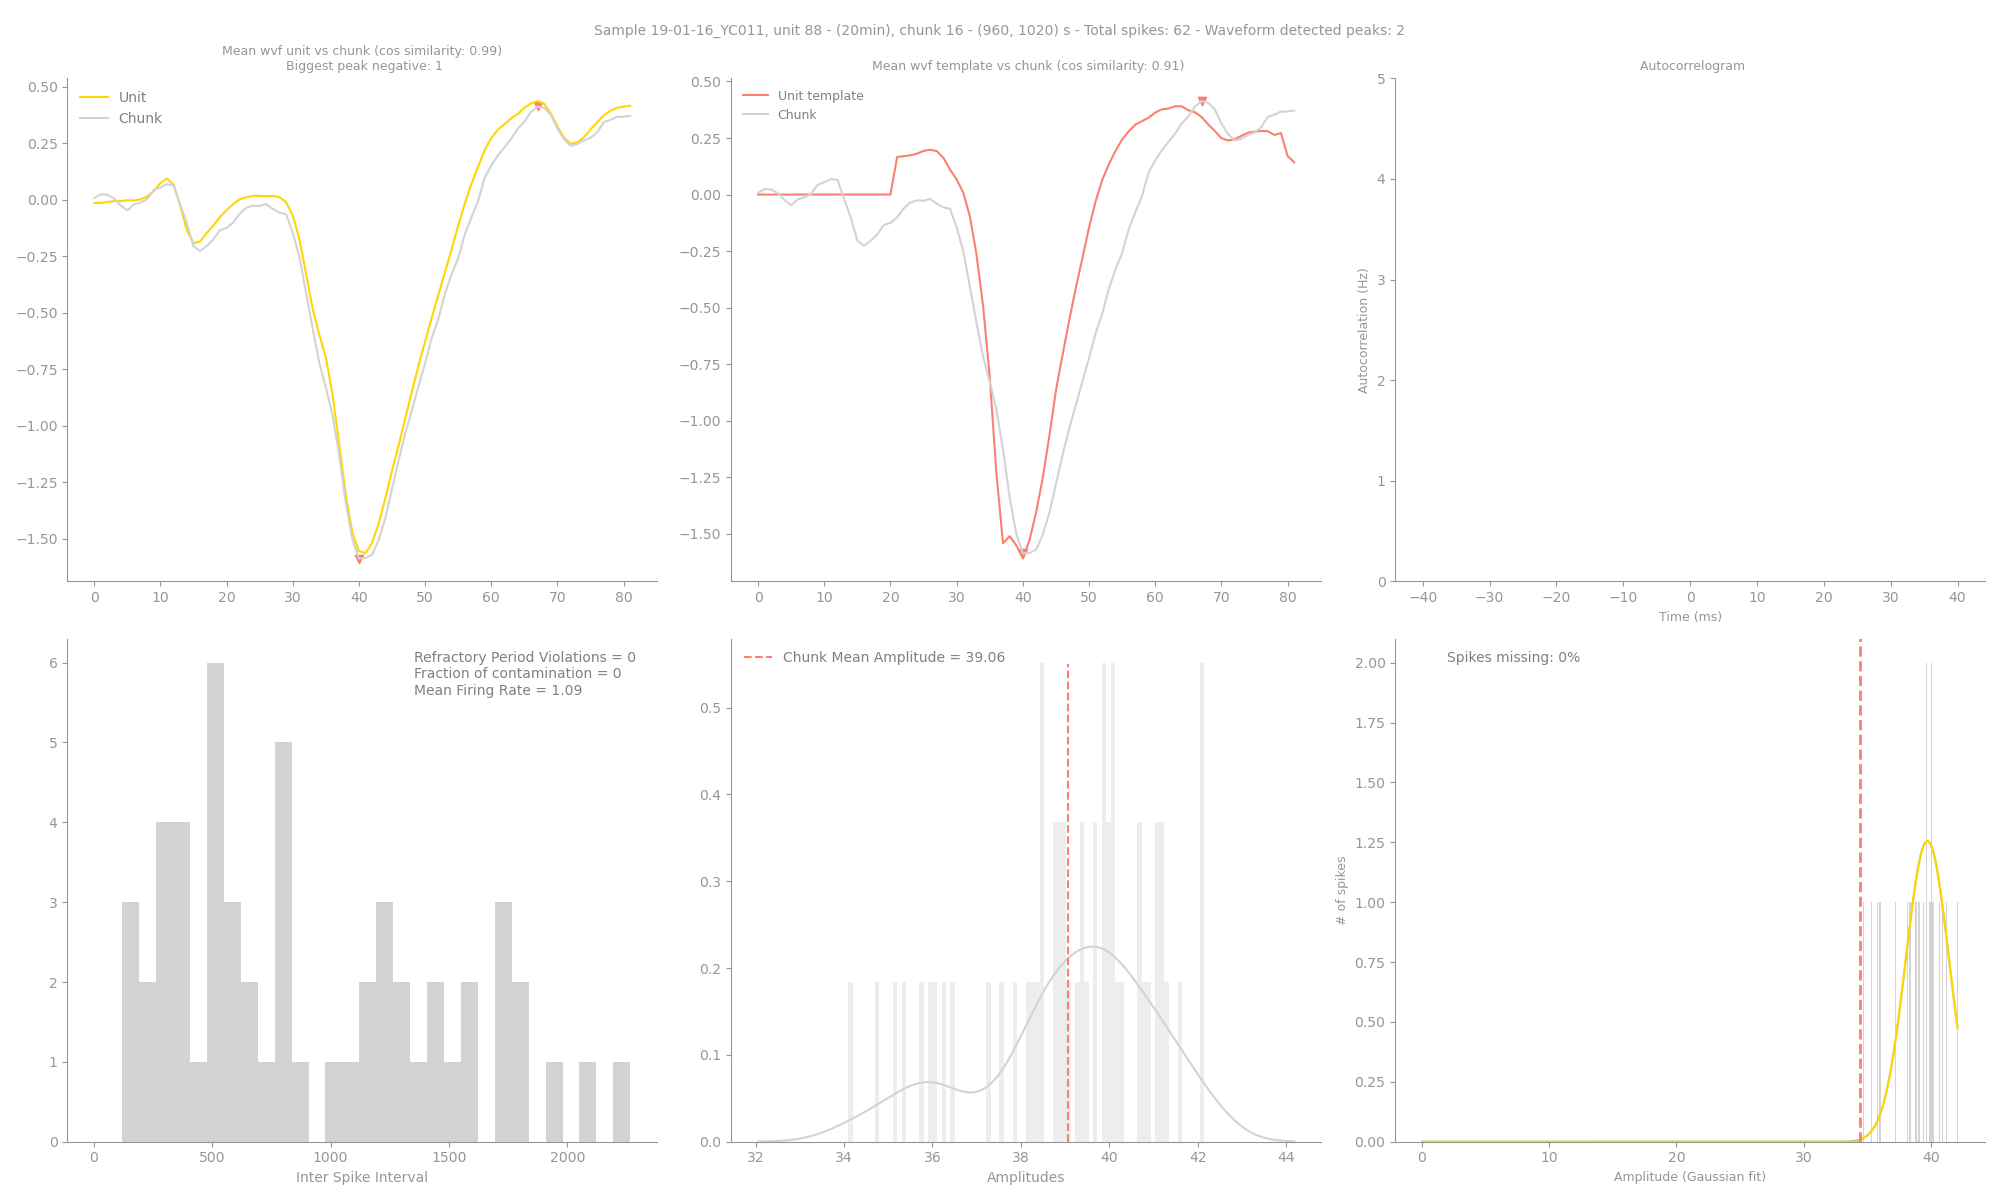 Sample 19-01-16_YC011, unit 88 - (20min), chunk 16 - (960, 1020) s - Total spikes: 62 - Waveform detected peaks: 2
Mean wvf unit vs chunk (cos similarity: 0.99)
Biggest peak negative: 1
0.50
0.25
0.00
−0.25
−0.50
−0.75
−1.00
−1.25
−1.50
Unit
Chunk
0 10 20 30 40 50 60 70 80
Mean wvf template vs chunk (cos similarity: 0.91)
0.50
0.25
0.00
−0.25
−0.50
−0.75
−1.00
−1.25
−1.50
Unit template
Chunk
0 10 20 30 40 50 60 70 80
Autocorrelogram
Autocorrelation (Hz)
5
4
3
2
1
0
−40 −30 −20 −10 0 10 20 30 40
Time (ms)
6
5
4
3
2
1
0
Refractory Period Violations = 0
Fraction of contamination = 0
Mean Firing Rate = 1.09
0 500 1000 1500 2000
Inter Spike Interval
Chunk Mean Amplitude = 39.06
0.5
0.4
0.3
0.2
0.1
0.0
32 34 36 38 40 42 44
Amplitudes
Spikes missing: 0%
# of spikes
2.00
1.75
1.50
1.25
1.00
0.75
0.50
0.25
0.00
0 10 20 30 40
Amplitude (Gaussian fit)